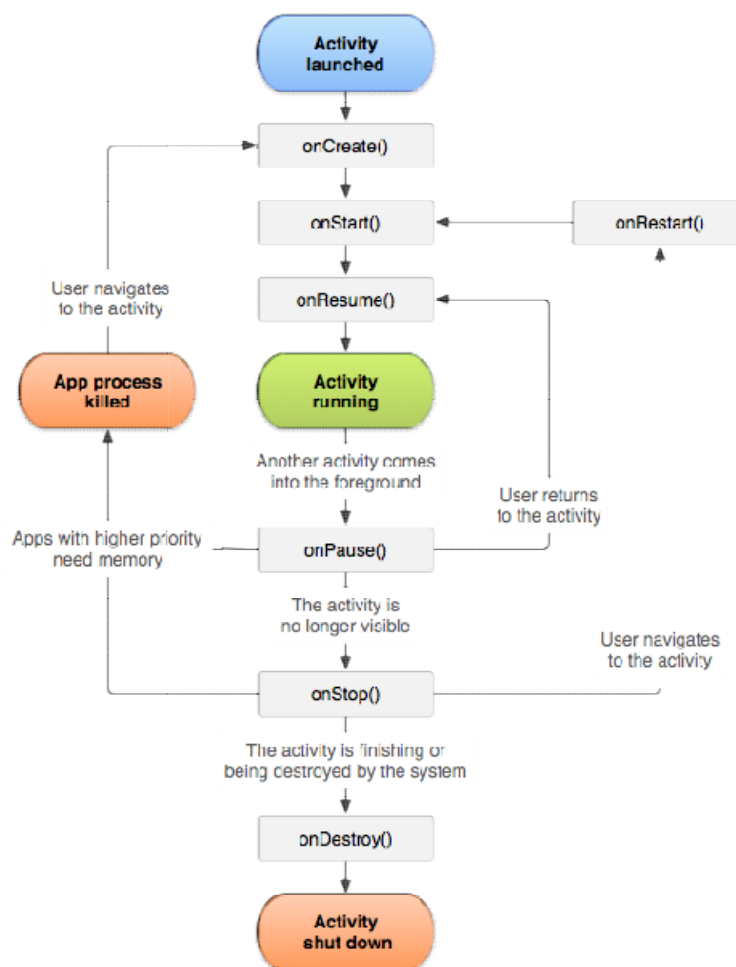 Activity
launched
onCreate()
onStart()
onRestart()
User navigates
to the activity
onResume()
App process
killed
Activity
running
Another activity comes
into the foreground
User returns
to the activity
Apps with higher priority
need memory
onPause()
The activity is
no longer visible
User navigates
to the activity
onStop()
The activity is finishing or
being destroyed by the system
onDestroy()
Activity
shut down